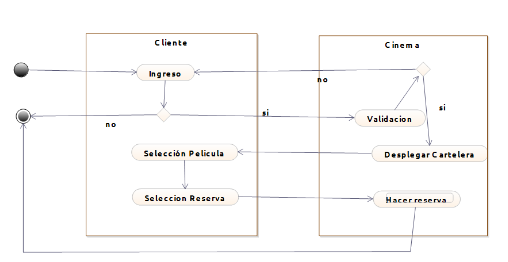 Cliente
Cinema
Ingreso
no
si
si
no
Validacion
Selección Pelicula
Desplegar Cartelera
Seleccion Reserva
Hacer reserva